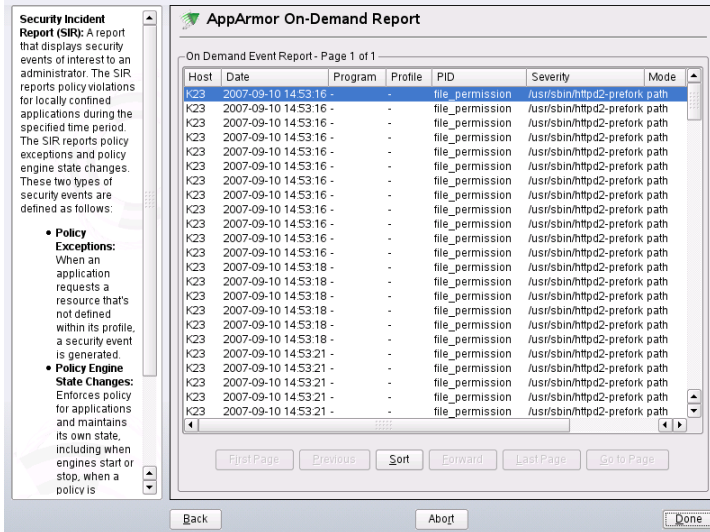 Security Incident
Report (SIR): A report
that displays security
events of interest to an
administrator. The SIR
reports policy violations
for locally confined
applications during the
specified time period.
The SIR reports policy
exceptions and policy
engine state changes.
These two types of
security events are
defined as follows:
• Policy
Exceptions:
When an
application
requests a
resource that's
not defined
within its profile,
a security event
is generated.
• Policy Engine
State Changes:
Enforces policy
for applications
and maintains
its own state,
including when
engines start or
stop, when a
policy is
AppArmor On-Demand Report
On Demand Event Report - Page 1 of 1
Host Date Program Profile PID Severity Mode
K23 2007-09-10 14:53:16 - - file_permission /usr/sbin/httpd2-prefork path
K23 2007-09-10 14:53:16 - - file_permission /usr/sbin/httpd2-prefork path
K23 2007-09-10 14:53:16 - - file_permission /usr/sbin/httpd2-prefork path
K23 2007-09-10 14:53:16 - - file_permission /usr/sbin/httpd2-prefork path
K23 2007-09-10 14:53:16 - - file_permission /usr/sbin/httpd2-prefork path
K23 2007-09-10 14:53:16 - - file_permission /usr/sbin/httpd2-prefork path
K23 2007-09-10 14:53:16 - - file_permission /usr/sbin/httpd2-prefork path
K23 2007-09-10 14:53:16 - - file_permission /usr/sbin/httpd2-prefork path
K23 2007-09-10 14:53:16 - - file_permission /usr/sbin/httpd2-prefork path
K23 2007-09-10 14:53:16 - - file_permission /usr/sbin/httpd2-prefork path
K23 2007-09-10 14:53:16 - - file_permission /usr/sbin/httpd2-prefork path
K23 2007-09-10 14:53:16 - - file_permission /usr/sbin/httpd2-prefork path
K23 2007-09-10 14:53:18 - - file_permission /usr/sbin/httpd2-prefork path
K23 2007-09-10 14:53:18 - - file_permission /usr/sbin/httpd2-prefork path
K23 2007-09-10 14:53:18 - - file_permission /usr/sbin/httpd2-prefork path
K23 2007-09-10 14:53:18 - - file_permission /usr/sbin/httpd2-prefork path
K23 2007-09-10 14:53:18 - - file_permission /usr/sbin/httpd2-prefork path
K23 2007-09-10 14:53:18 - - file_permission /usr/sbin/httpd2-prefork path
K23 2007-09-10 14:53:21 - - file_permission /usr/sbin/httpd2-prefork path
K23 2007-09-10 14:53:21 - - file_permission /usr/sbin/httpd2-prefork path
K23 2007-09-10 14:53:21 - - file_permission /usr/sbin/httpd2-prefork path
K23 2007-09-10 14:53:21 - - file_permission /usr/sbin/httpd2-prefork path
K23 2007-09-10 14:53:21 - - file_permission /usr/sbin/httpd2-prefork path
First Page Previous Sort Forward Last Page Go to Page
Back Abort Done